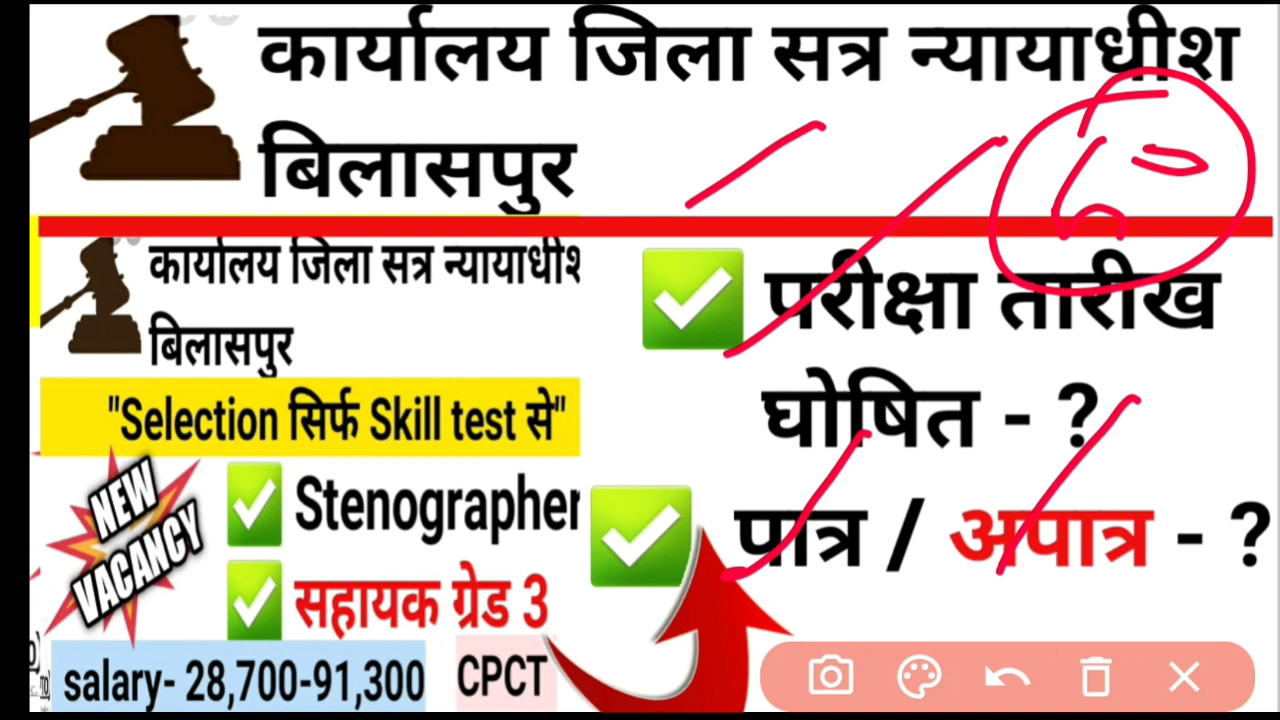 कार्यालय जिला सत्र न्यायाधीश
बिलासपुर
कार्यालय जिला सत्र न्यायाधीश
बिलासपुर
"Selection सिर्फ Skill test से"
NEW
VACANCY
Stenographer
सहायक ग्रेड 3
salary- 28,700-91,300
CPCT
परीक्षा तारीख
घोषित - ?
पात्र / अपात्र - ?